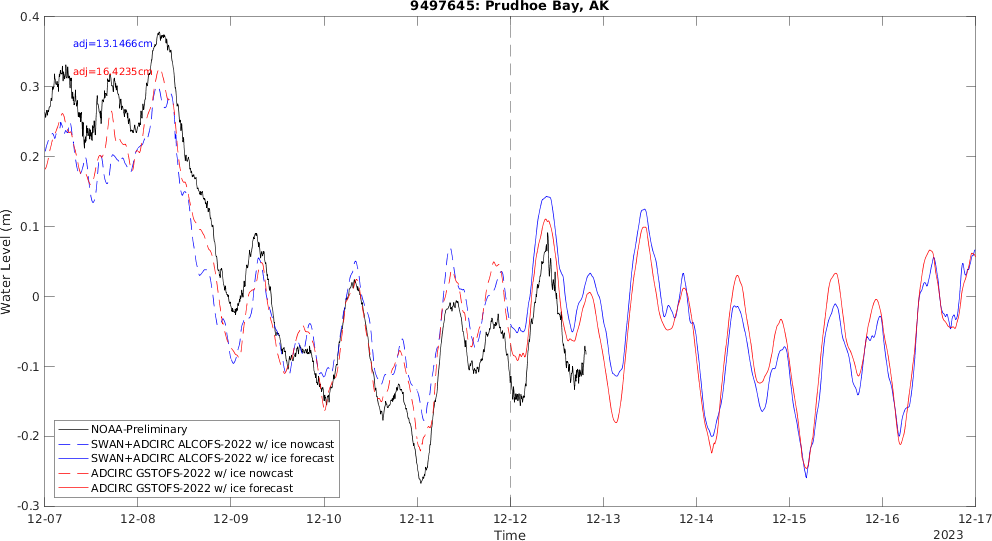 9497645: Prudhoe Bay, AK
0.4
adj=13.1466cm
adj=16.4235cm
0.3
0.2
0.1
0
-0.1
-0.2
-0.3
Water Level (m)
NOAA-Preliminary
SWAN+ADCIRC ALCOFS-2022 w/ ice nowcast
SWAN+ADCIRC ALCOFS-2022 w/ ice forecast
ADCIRC GSTOFS-2022 w/ ice nowcast
ADCIRC GSTOFS-2022 w/ ice forecast
12-07 12-08 12-09 12-10 12-11 12-12 12-13 12-14 12-15 12-16 12-17
Time
2023